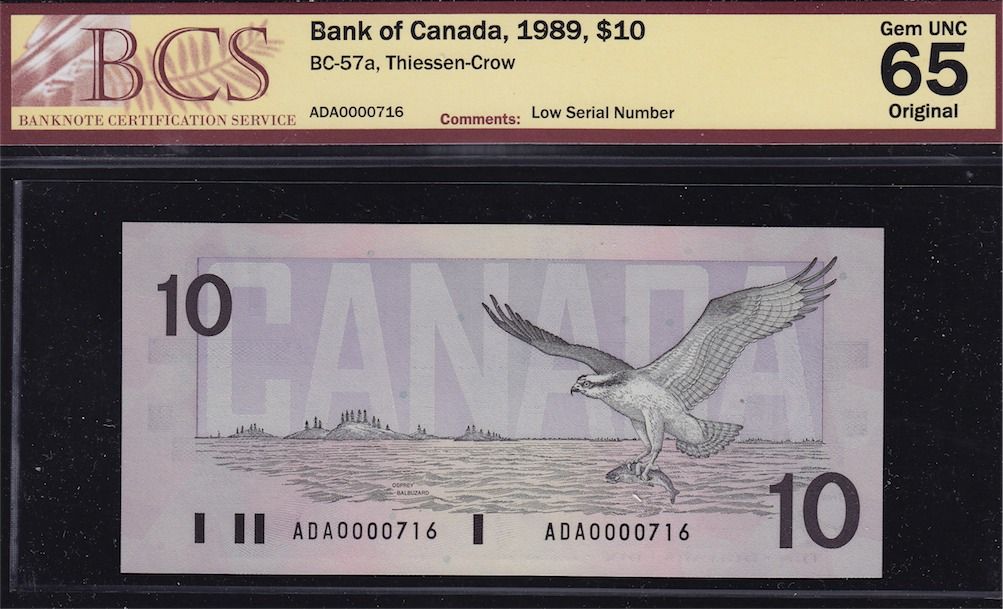 BCS
BANKNOTE CERTIFICATION SERVICE
Bank of Canada, 1989, $10
BC-57a, Thiessen-Crow
ADA0000716
Comments: Low Serial Number
Gem UNC
65
Original
10
CANADA
OSPREY
BALBUZARD
10
ADA0000716
ADA0000716